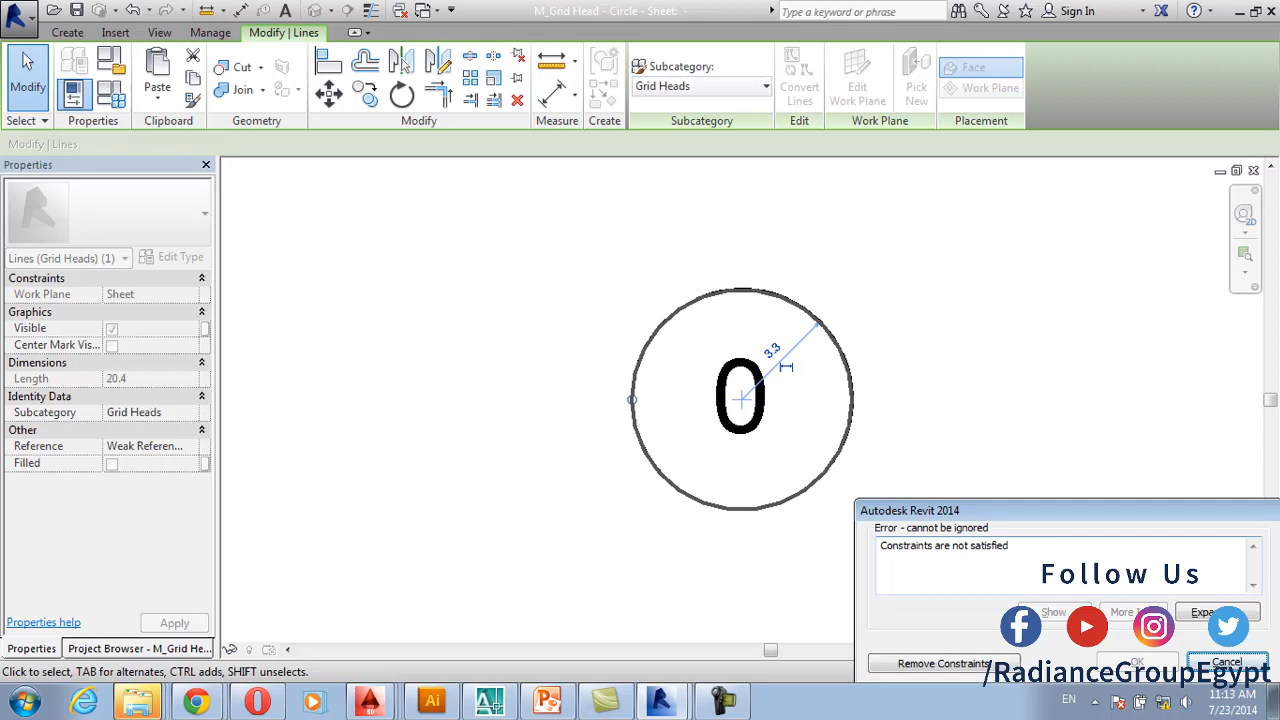 M_Grid Head - Circle - Sheet: -
Type a keyword or phrase
Sign In
Create
Insert
View
Manage
Modify | Lines
Modify
Select
Properties
Paste
Clipboard
Cut
Join
Geometry
Modify
Measure
Create
Subcategory:
Grid Heads
Subcategory
Convert
Lines
Edit
Edit
Work Plane
Pick
New
Work Plane
Face
Work Plane
Placement
Modify | Lines
Properties
Lines (Grid Heads) (1)
Edit Type
Constraints
Work Plane
Sheet
Graphics
Visible
Center Mark Vis...
Dimensions
Length
20.4
Identity Data
Subcategory
Grid Heads
Other
Reference
Weak Referen...
Filled
Properties help
Apply
Properties
Project Browser - M_Grid He...
3.3
0
2D
Autodesk Revit 2014
Error - cannot be ignored
Constraints are not satisfied
Follow Us
Show
More
Remove Constraints
OK
Cancel
/RadianceGroupEgypt
Click to select, TAB for alternates, CTRL adds, SHIFT unselects.
EN
11:13 AM
7/23/2014